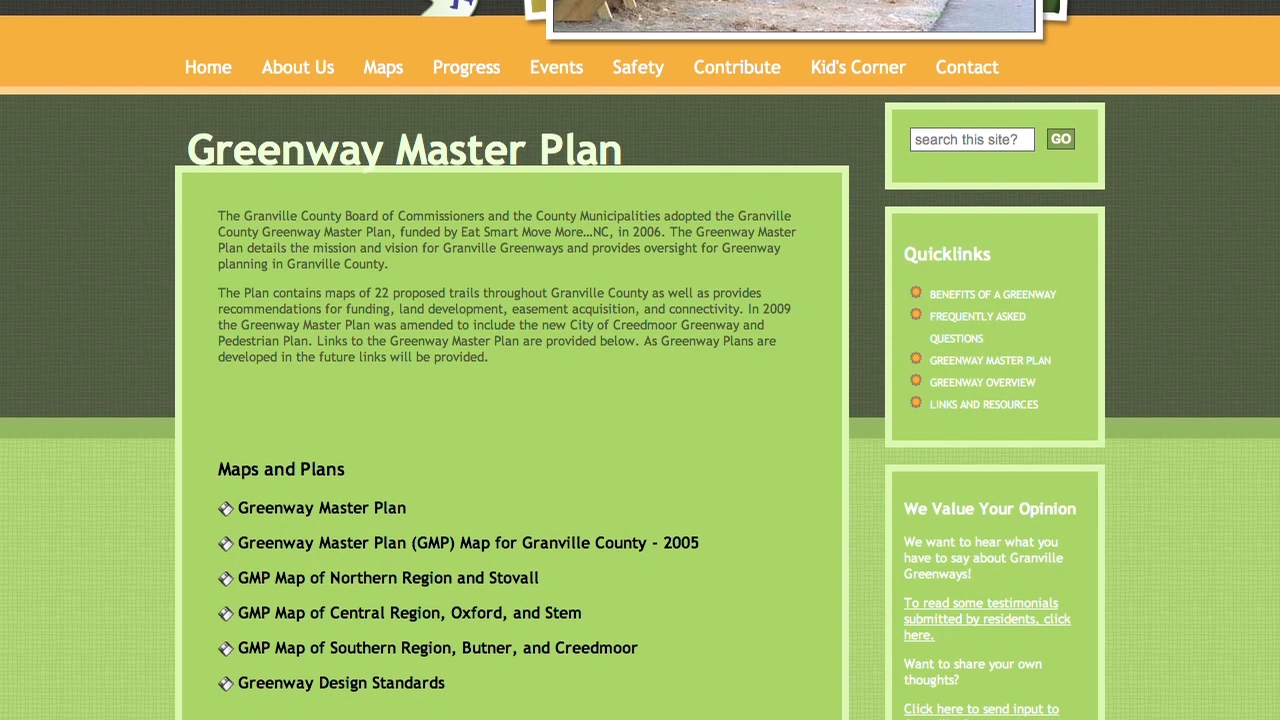 Home About Us Maps Progress Events Safety Contribute Kid's Corner Contact
Greenway Master Plan
The Granville County Board of Commissioners and the County Municipalities adopted the Granville
County Greenway Master Plan, funded by Eat Smart Move More...NC, in 2006. The Greenway Master
Plan details the mission and vision for Granville Greenways and provides oversight for Greenway
planning in Granville County.
The Plan contains maps of 22 proposed trails throughout Granville County as well as provides
recommendations for funding, land development, easement acquisition, and connectivity. In 2009
the Greenway Master Plan was amended to include the new City of Creedmoor Greenway and
Pedestrian Plan. Links to the Greenway Master Plan are provided below. As Greenway Plans are
developed in the future links will be provided.
Maps and Plans
Greenway Master Plan
Greenway Master Plan (GMP) Map for Granville County - 2005
GMP Map of Northern Region and Stovall
GMP Map of Central Region, Oxford, and Stem
GMP Map of Southern Region, Butner, and Creedmoor
Greenway Design Standards
search this site? GO
Quicklinks
BENEFITS OF A GREENWAY
FREQUENTLY ASKED
QUESTIONS
GREENWAY MASTER PLAN
GREENWAY OVERVIEW
LINKS AND RESOURCES
We Value Your Opinion
We want to hear what you
have to say about Granville
Greenways!
To read some testimonials
submitted by residents, click
here.
Want to share your own
thoughts?
Click here to send input to